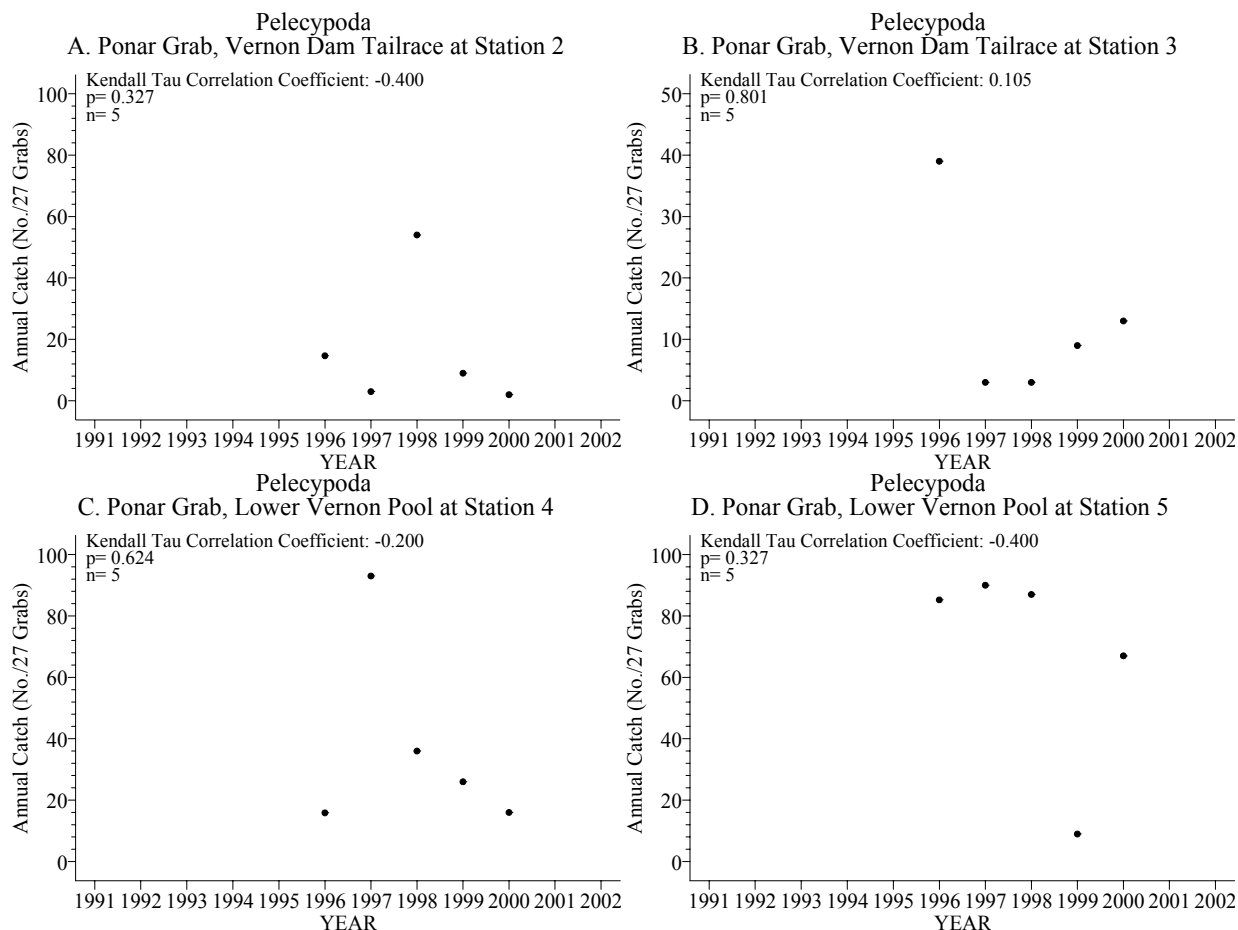 Pelecypoda
A. Ponar Grab, Vernon Dam Tailrace at Station 2
Kendall Tau Correlation Coefficient: -0.400
p= 0.327
n= 5
Annual Catch (No./27 Grabs)
100
80
60
40
20
0
1991 1992 1993 1994 1995 1996 1997 1998 1999 2000 2001 2002
YEAR
Pelecypoda
B. Ponar Grab, Vernon Dam Tailrace at Station 3
Kendall Tau Correlation Coefficient: 0.105
p= 0.801
n= 5
Annual Catch (No./27 Grabs)
50
40
30
20
10
0
1991 1992 1993 1994 1995 1996 1997 1998 1999 2000 2001 2002
YEAR
Pelecypoda
C. Ponar Grab, Lower Vernon Pool at Station 4
Kendall Tau Correlation Coefficient: -0.200
p= 0.624
n= 5
Annual Catch (No./27 Grabs)
100
80
60
40
20
0
1991 1992 1993 1994 1995 1996 1997 1998 1999 2000 2001 2002
YEAR
Pelecypoda
D. Ponar Grab, Lower Vernon Pool at Station 5
Kendall Tau Correlation Coefficient: -0.400
p= 0.327
n= 5
Annual Catch (No./27 Grabs)
100
80
60
40
20
0
1991 1992 1993 1994 1995 1996 1997 1998 1999 2000 2001 2002
YEAR